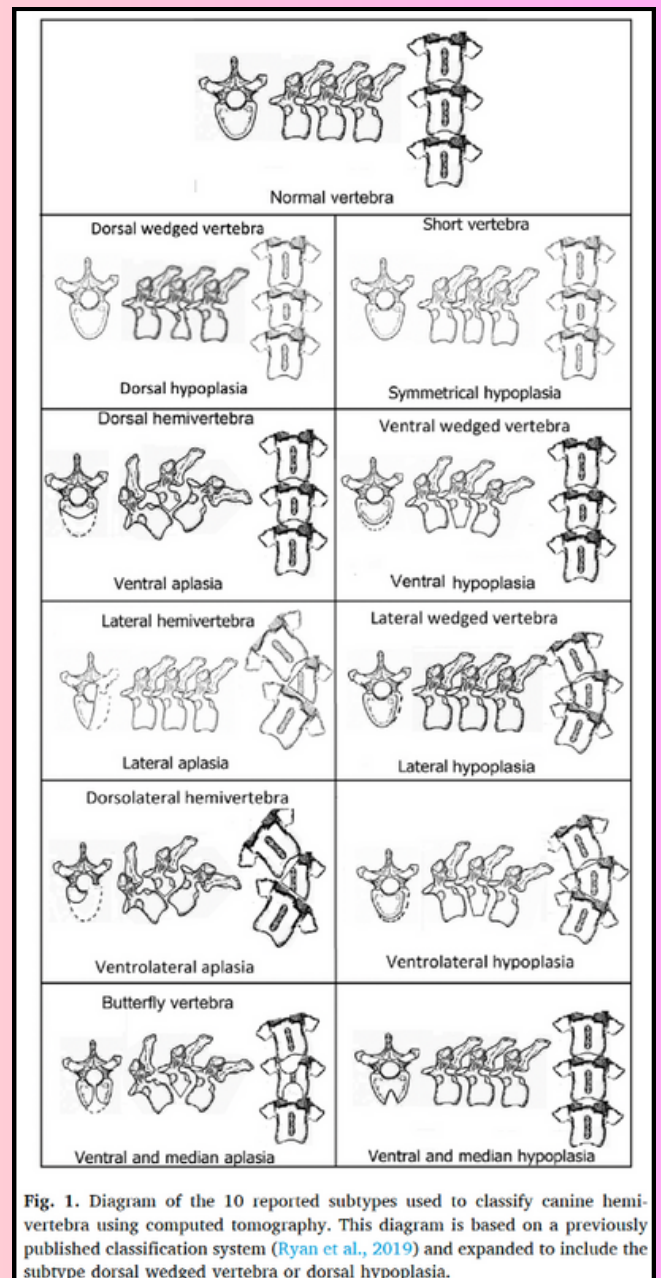 Normal vertebra
Dorsal wedged vertebra
Short vertebra
Dorsal hypoplasia
Symmetrical hypoplasia
Dorsal hemivertebra
Ventral wedged vertebra
Ventral aplasia
Ventral hypoplasia
Lateral hemivertebra
Lateral wedged vertebra
Lateral aplasia
Lateral hypoplasia
Dorsolateral hemivertebra
Ventrolateral aplasia
Ventrolateral hypoplasia
Butterfly vertebra
Ventral and median aplasia
Ventral and median hypoplasia
Fig. 1. Diagram of the 10 reported subtypes used to classify canine hemi-
vertebra using computed tomography. This diagram is based on a previously
published classification system (Ryan et al., 2019) and expanded to include the
subtype dorsal wedged vertebra or dorsal hypoplasia.